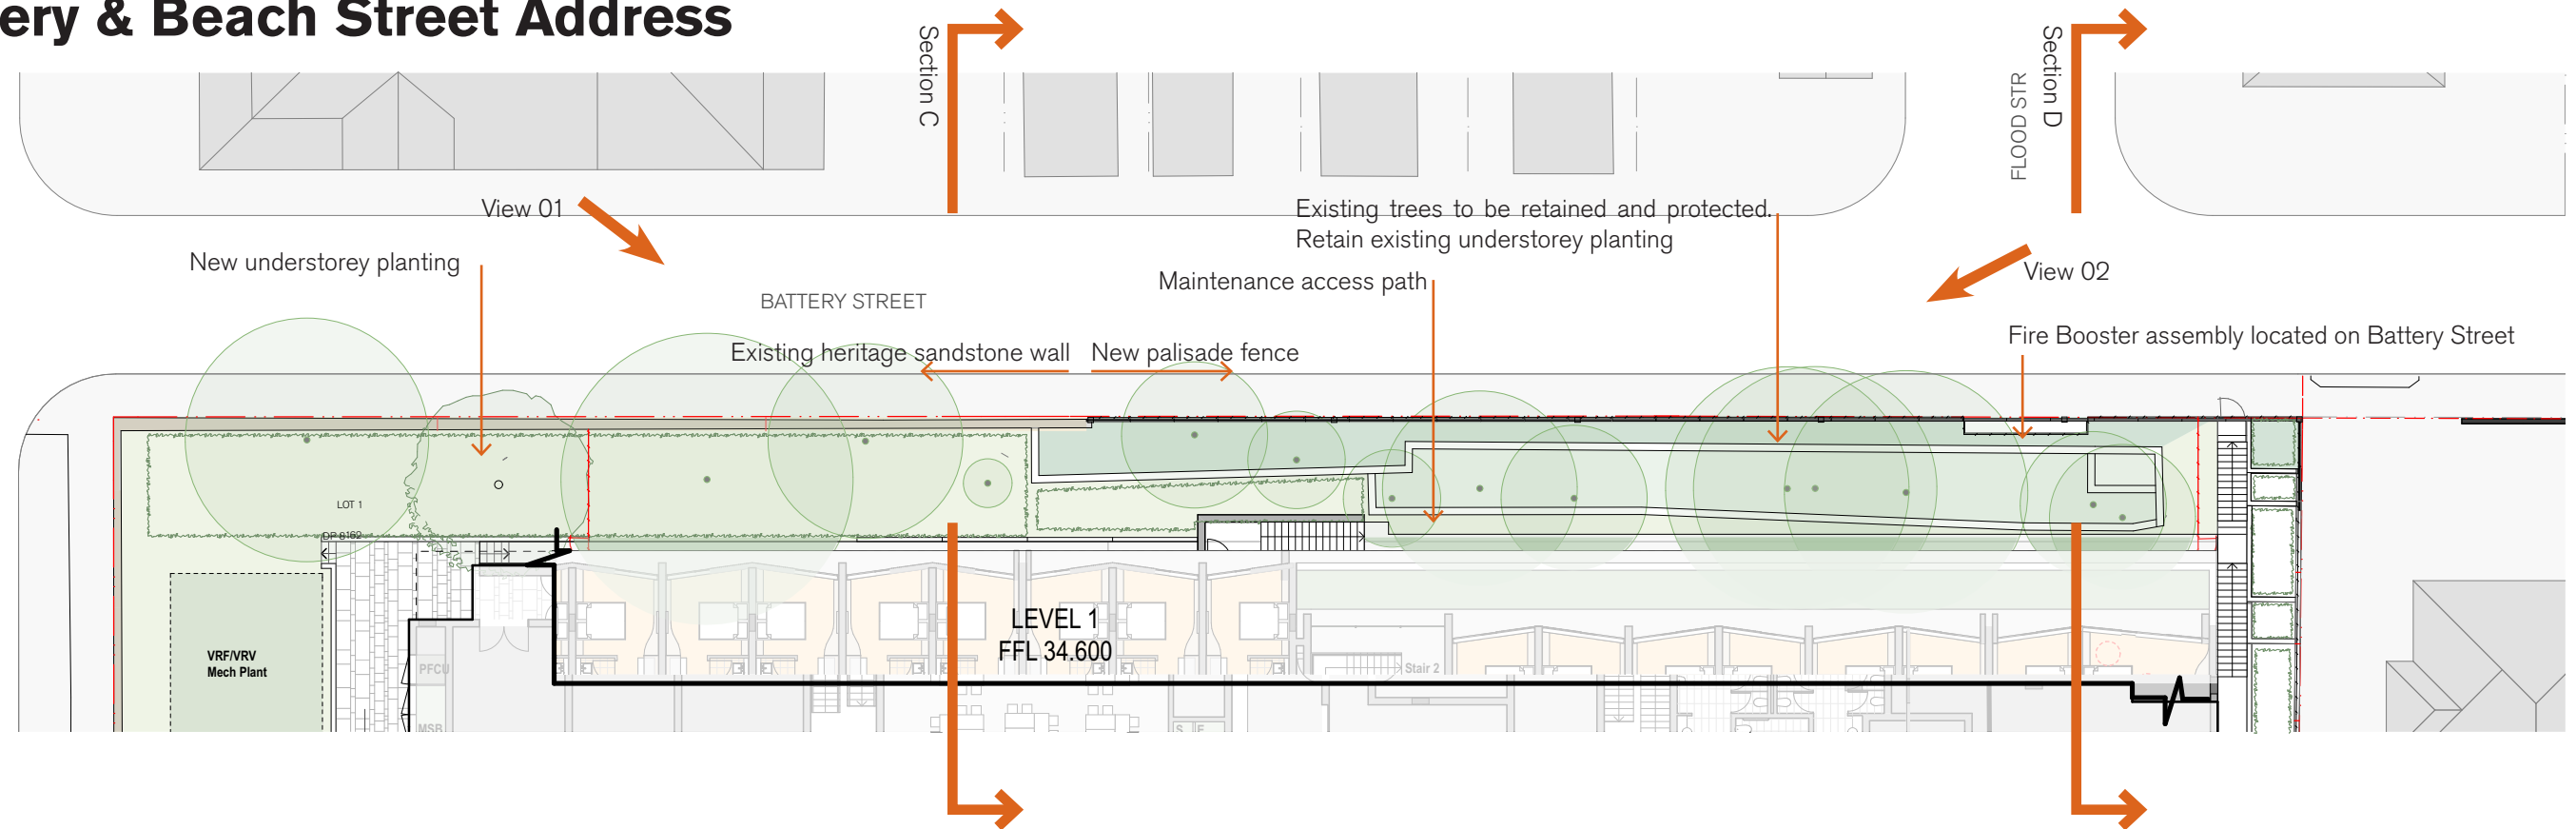 ery & Beach Street Address
Section C
Section D
FLOOD STR
View 01
Existing trees to be retained and protected.
Retain existing understorey planting
New understorey planting
Maintenance access path
View 02
BATTERY STREET
Existing heritage sandstone wall
New palisade fence
Fire Booster assembly located on Battery Street
LOT 1
DP 8162
LEVEL 1
FFL 34.600
VRF/VRV
Mech Plant
PFCU
Stair 2
MSB